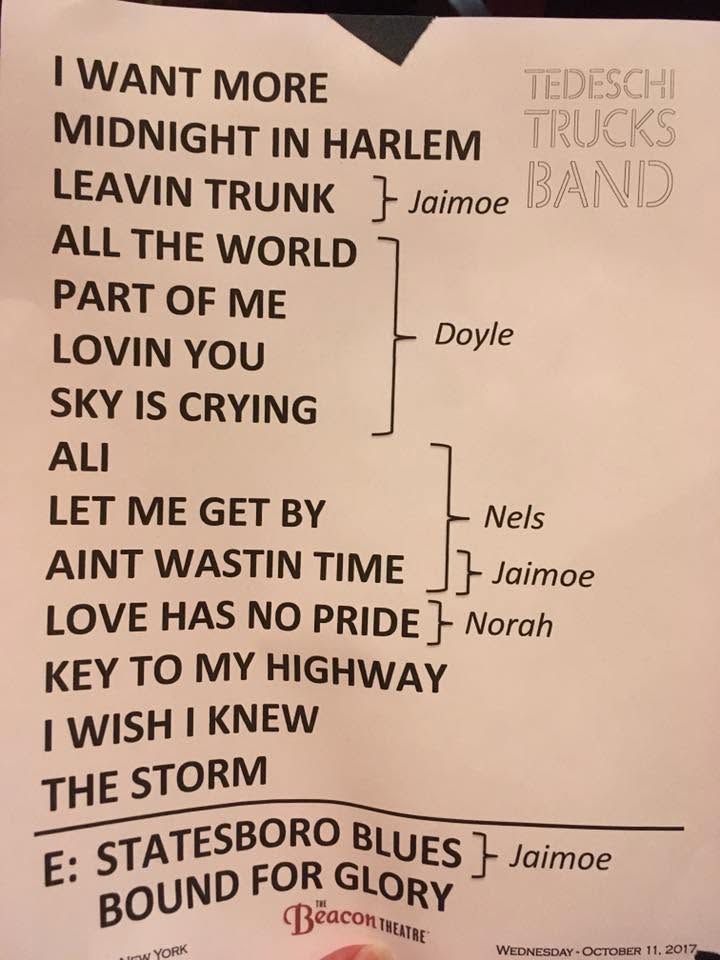 I WANT MORE
MIDNIGHT IN HARLEM
TEDESCHI
TRUCKS
BAND
LEAVIN TRUNK } Jaimoe
ALL THE WORLD
PART OF ME
LOVIN YOU
SKY IS CRYING
Doyle
ALI
LET ME GET BY
AINT WASTIN TIME
Nels
Jaimoe
LOVE HAS NO PRIDE } Norah
KEY TO MY HIGHWAY
I WISH I KNEW
THE STORM
E: STATESBORO BLUES } Jaimoe
BOUND FOR GLORY
THE Beacon THEATRE
YORK
WEDNESDAY - OCTOBER 11, 2017